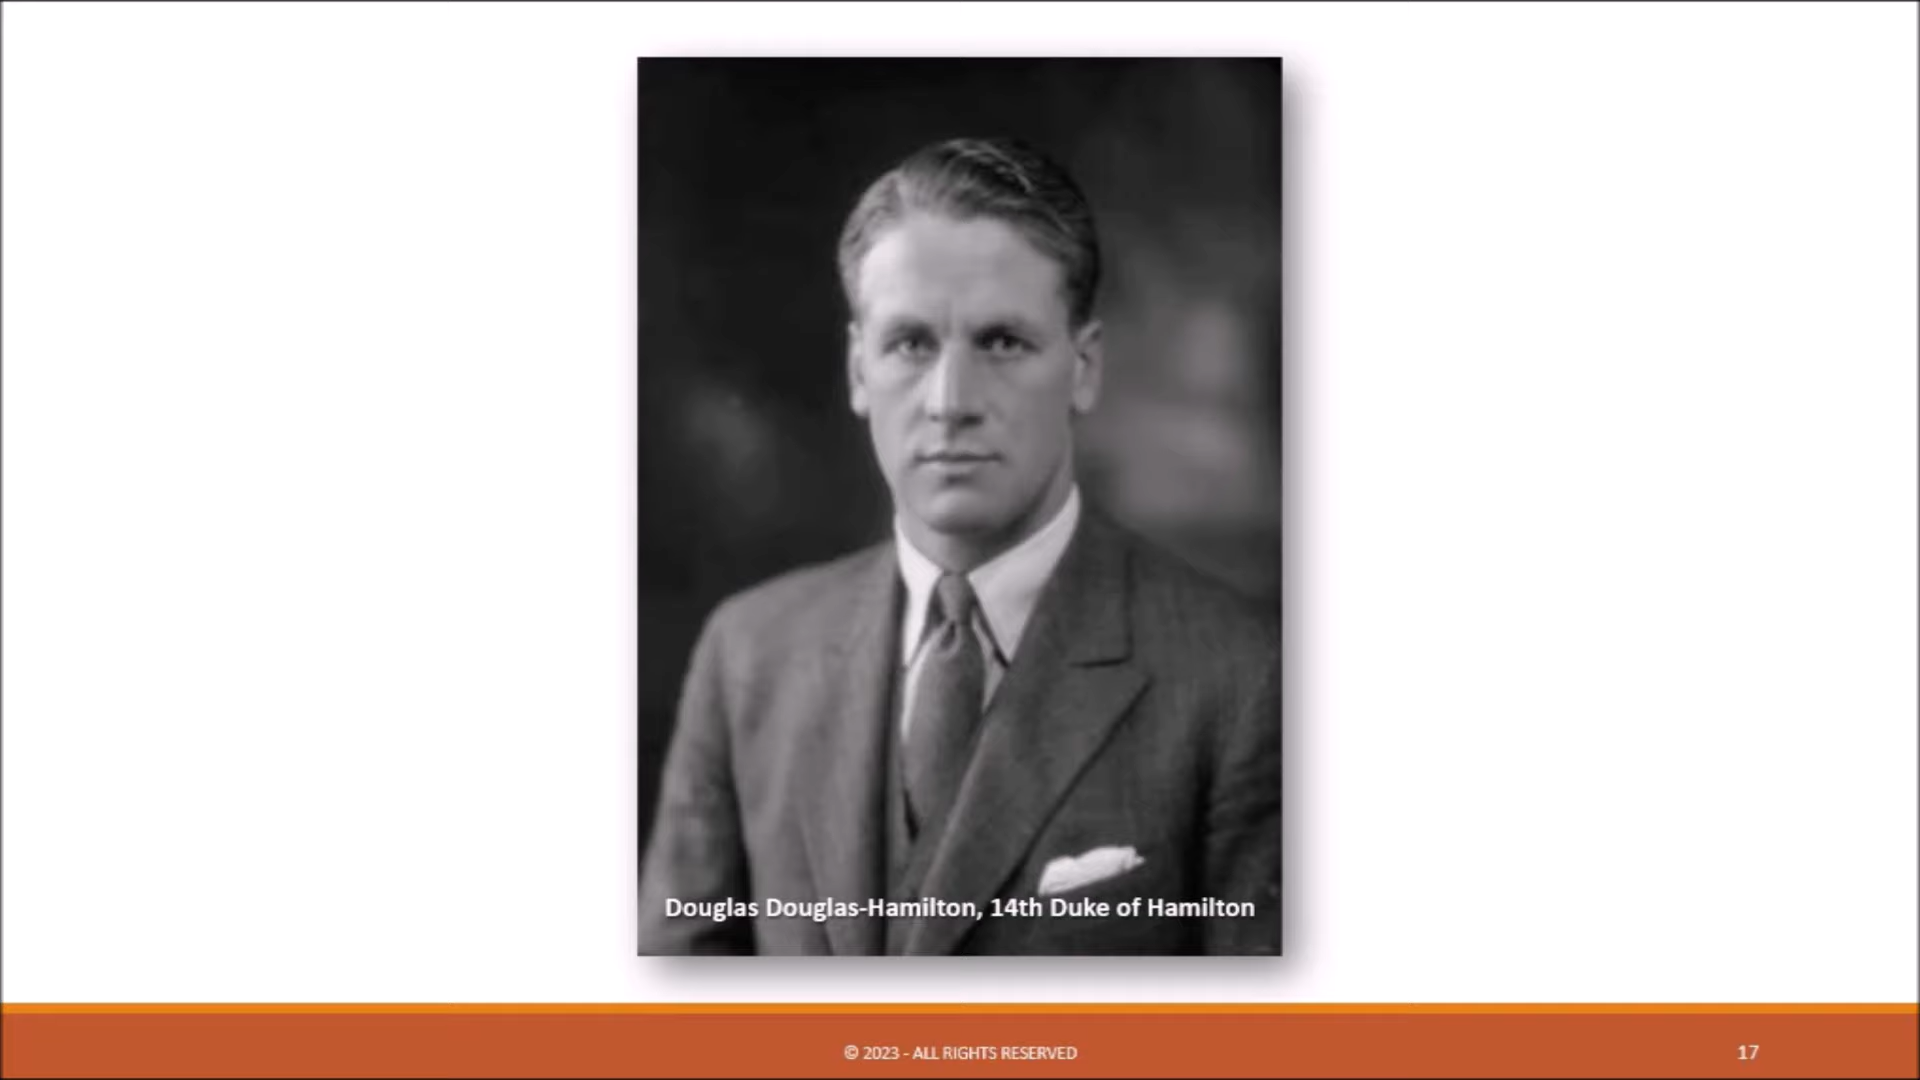 Douglas Douglas-Hamilton, 14th Duke of Hamilton
© 2023 - ALL RIGHTS RESERVED
17